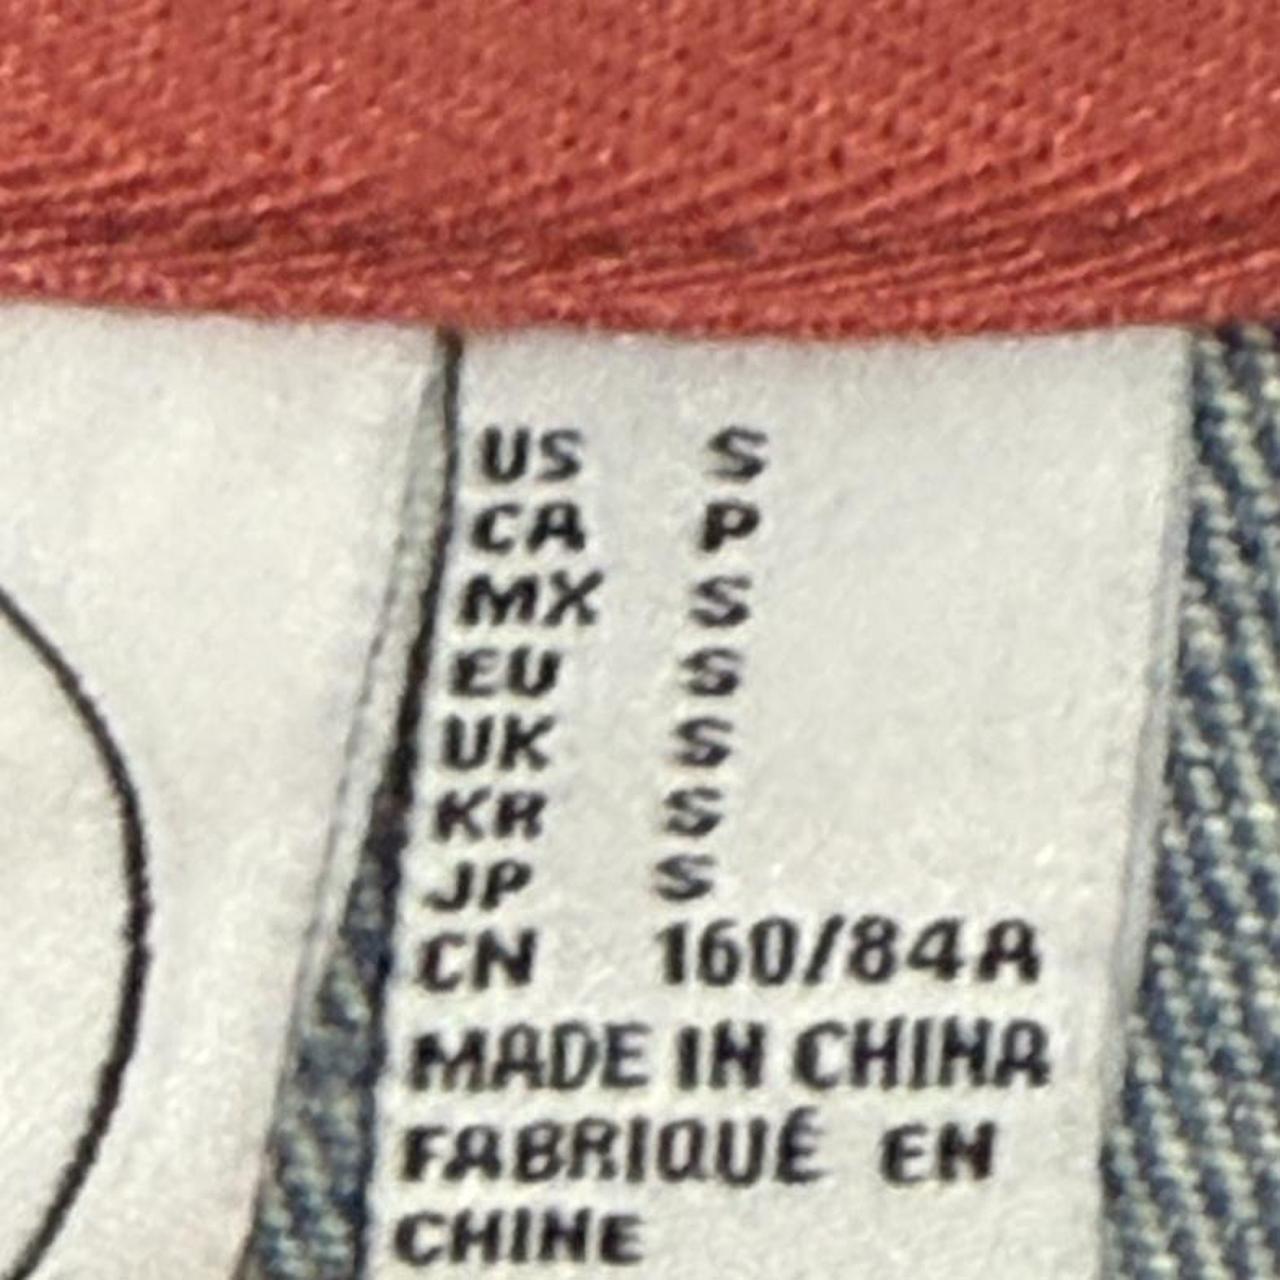 US S
CA P
MX S
EU S
UK S
KR S
JP S
CN 160/84A
MADE IN CHINA
FABRIQUÉ EN
CHINE